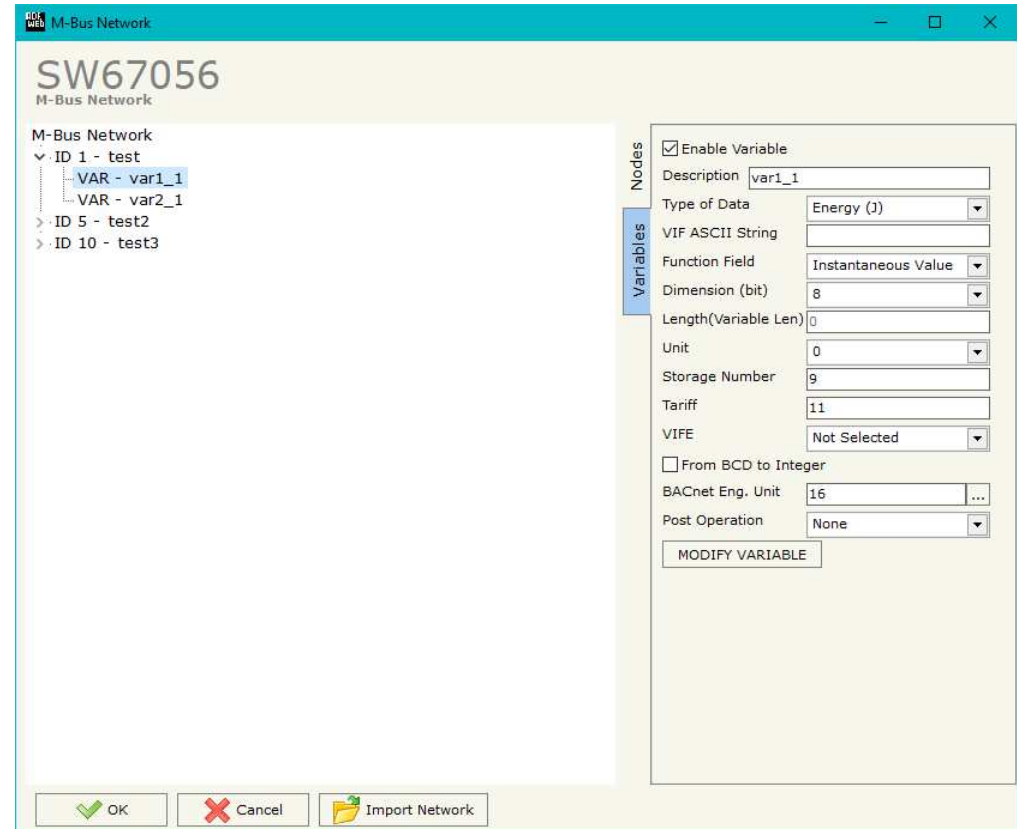 ADF
WEB
M-Bus Network
SW67056
M-Bus Network
M-Bus Network
ID 1 - test
VAR - var1_1
VAR - var2_1
ID 5 - test2
ID 10 - test3
Nodes
Variables
Enable Variable
Description var1_1
Type of Data Energy (J)
VIF ASCII String
Function Field Instantaneous Value
Dimension (bit) 8
Length(Variable Len) 0
Unit 0
Storage Number 9
Tariff 11
VIFE Not Selected
From BCD to Integer
BACnet Eng. Unit 16 ...
Post Operation None
MODIFY VARIABLE
OK Cancel Import Network